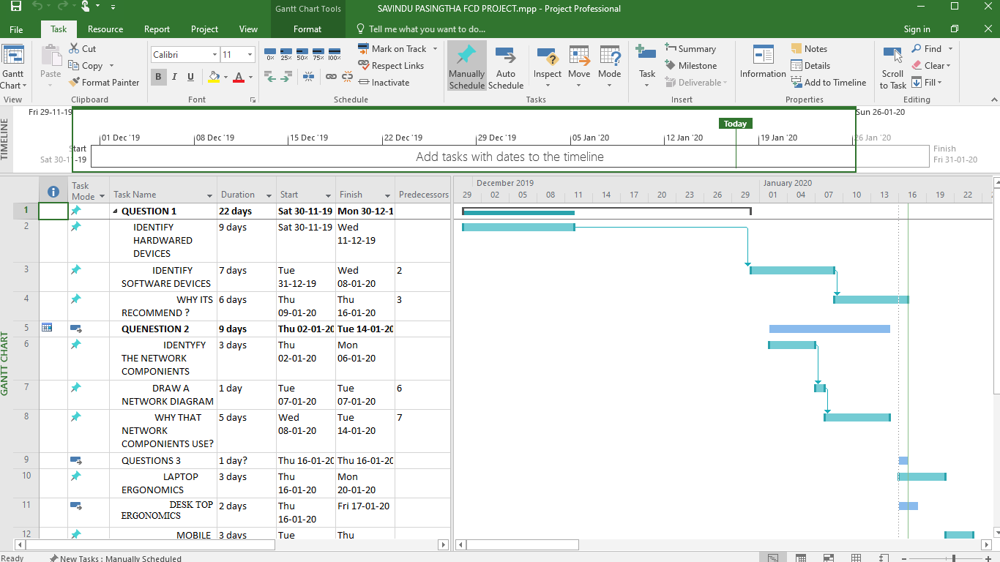 Gantt Chart Tools
SAVINDU PASINGTHA FCD PROJECT.mpp - Project Professional
File Task Resource Report Project View Format Tell me what you want to do... Sign in
Gantt
Chart
View
Paste
Cut
Copy
Format Painter
Clipboard
Calibri 11
B I U A
Font
0% 25% 50% 75% 100%
Mark on Track
Respect Links
Inactivate
Schedule
Manually
Schedule
Auto
Schedule
Inspect Move Mode
Tasks
Task
Summary
Milestone
Deliverable
Insert
Information
Notes
Details
Add to Timeline
Properties
Scroll
to Task
Find
Clear
Fill
Editing
TIMELINE
Fri 29-11-19 Sun 26-01-20
Today
01 Dec '19 08 Dec '19 15 Dec '19 22 Dec '19 29 Dec '19 05 Jan '20 12 Jan '20 19 Jan '20 26 Jan '20
Start
Sat 30-11-19
Add tasks with dates to the timeline
Finish
Fri 31-01-20
GANTT CHART
Task
Mode
Task Name Duration Start Finish Predecessors
December 2019 January 2020
29 02 05 08 11 14 17 20 23 26 29 01 04 07 10 13 16 19 22
1 QUESTION 1 22 days Sat 30-11-19 Mon 30-12-1
2 IDENTIFY 9 days Sat 30-11-19 Wed
HARDWARED 11-12-19
DEVICES
3 IDENTIFY 7 days Tue Wed 2
SOFTWARE DEVICES 31-12-19 08-01-20
4 WHY ITS 6 days Thu Thu 3
RECOMMEND ? 09-01-20 16-01-20
5 QUENESTION 2 9 days Thu 02-01-20 Tue 14-01-20
6 IDENTYFY 3 days Thu Mon
THE NETWORK 02-01-20 06-01-20
COMPONIENTS
7 DRAW A 1 day Tue Tue 6
NETWORK DIAGRAM 07-01-20 07-01-20
8 WHY THAT 5 days Wed Tue 7
NETWORK 08-01-20 14-01-20
COMPONIENTS USE?
9 QUESTIONS 3 1 day? Thu 16-01-20 Thu 16-01-20
10 LAPTOP 3 days Thu Mon
ERGONOMICS 16-01-20 20-01-20
11 DESK TOP 2 days Thu Fri 17-01-20
ERGONOMICS 16-01-20
12 MOBILE 3 days Tue Thu
Ready New Tasks : Manually Scheduled